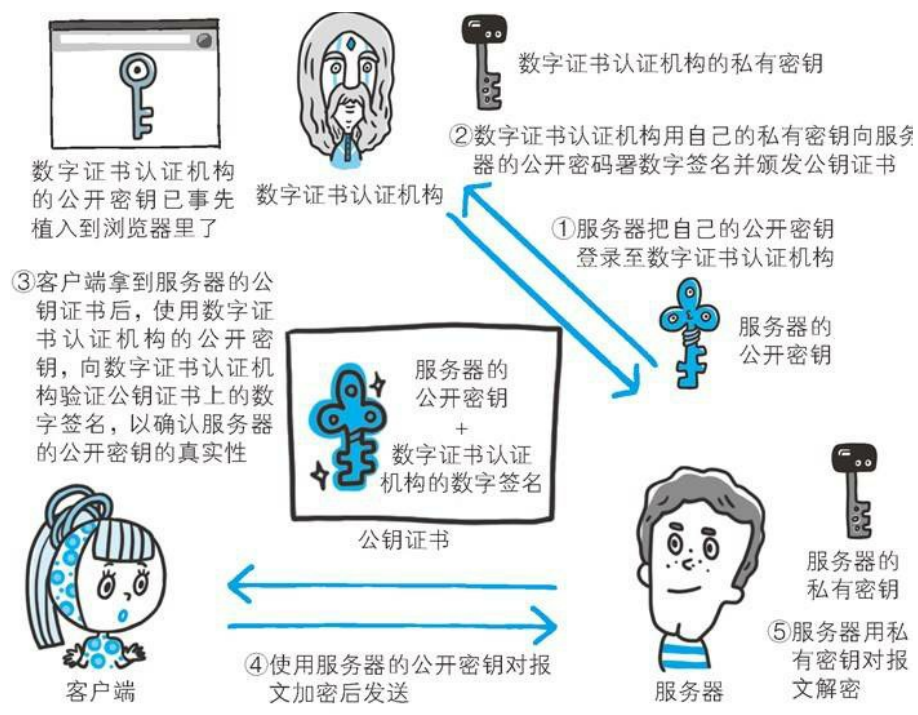 数字证书认证机构的私有密钥
②数字证书认证机构用自己的私有密钥向服务
器的公开密码署数字签名并颁发公钥证书
数字证书认证机构
的公开密钥已事先
植入到浏览器里了
数字证书认证机构
①服务器把自己的公开密钥
登录至数字证书认证机构
③客户端拿到服务器的公
钥证书后，使用数字证
书认证机构的公开密
钥，向数字证书认证机
构验证公钥证书上的数
字签名，以确认服务器
的公开密钥的真实性
服务器的
公开密钥
服务器的
公开密钥
+
数字证书认证
机构的数字签名
公钥证书
服务器的
私有密钥
④使用服务器的公开密钥对报
文加密后发送
⑤服务器用私
有密钥对报
文解密
客户端
服务器